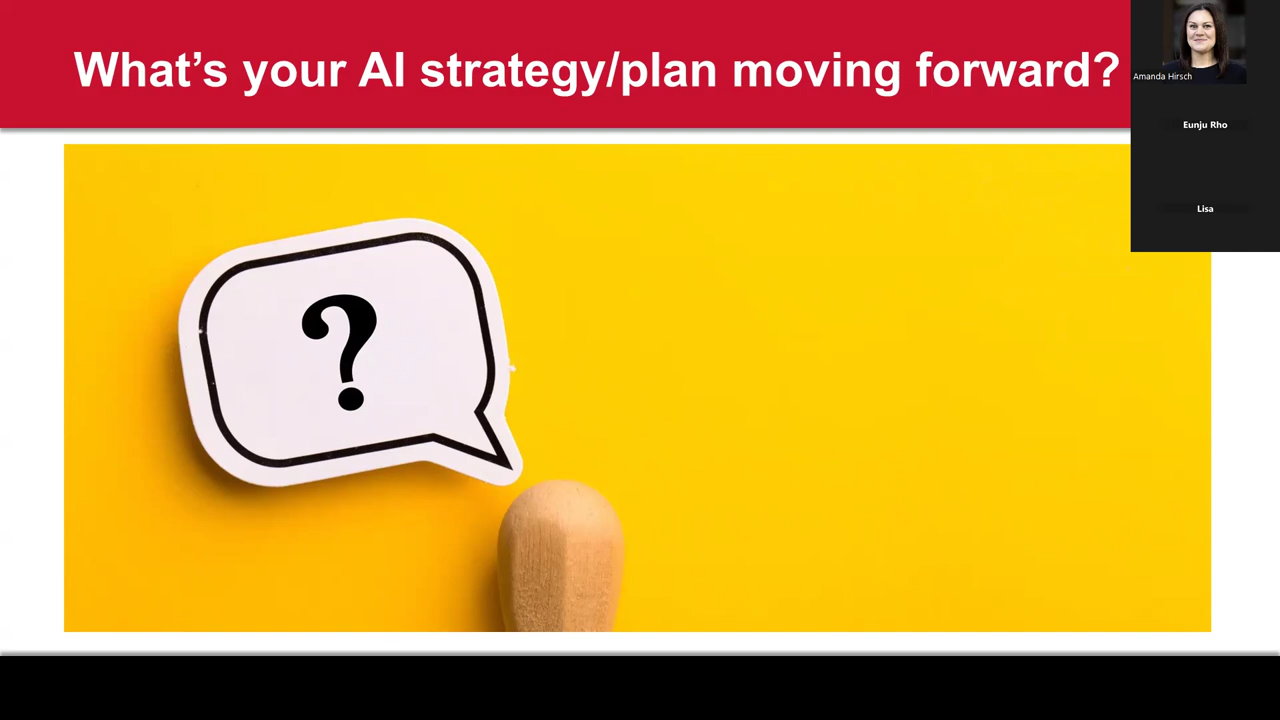 What’s your AI strategy/plan moving forward?
Amanda Hirsch
Eunju Rho
Lisa
?